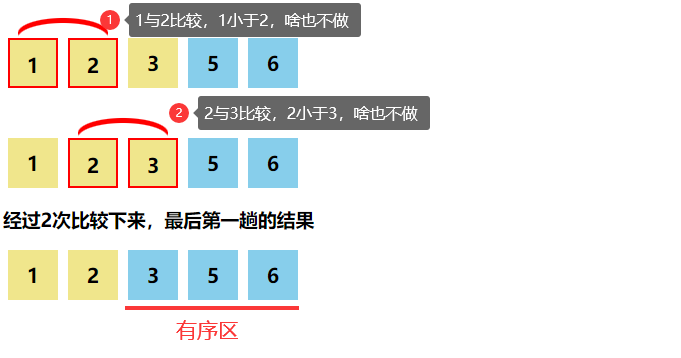 1
1与2比较，1小于2，啥也不做
1 2 3 5 6
2
2与3比较，2小于3，啥也不做
1 2 3 5 6
经过2次比较下来，最后第一趟的结果
1 2 3 5 6
有序区